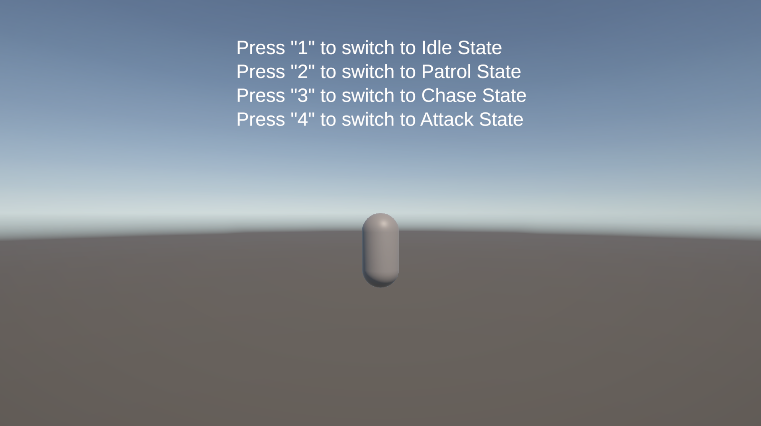 Press "1" to switch to Idle State
Press "2" to switch to Patrol State
Press "3" to switch to Chase State
Press "4" to switch to Attack State